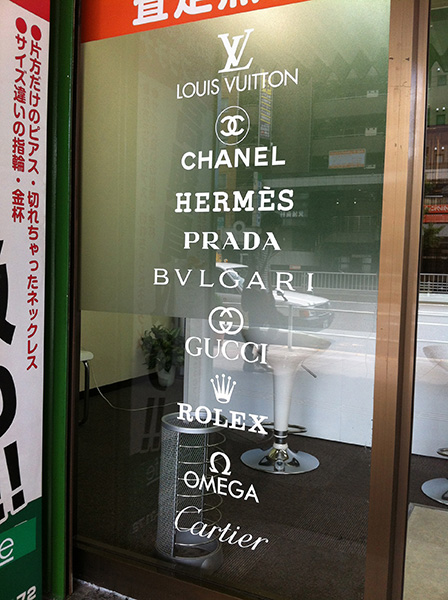 査定無
LOUIS VUITTON
CHANEL
HERMÈS
PRADA
BVLGARI
GUCCI
ROLEX
OMEGA
Cartier
●片方だけのピアス・切れちゃったネックレス
●サイズ違いの指輪・金杯
の
!!
e
72